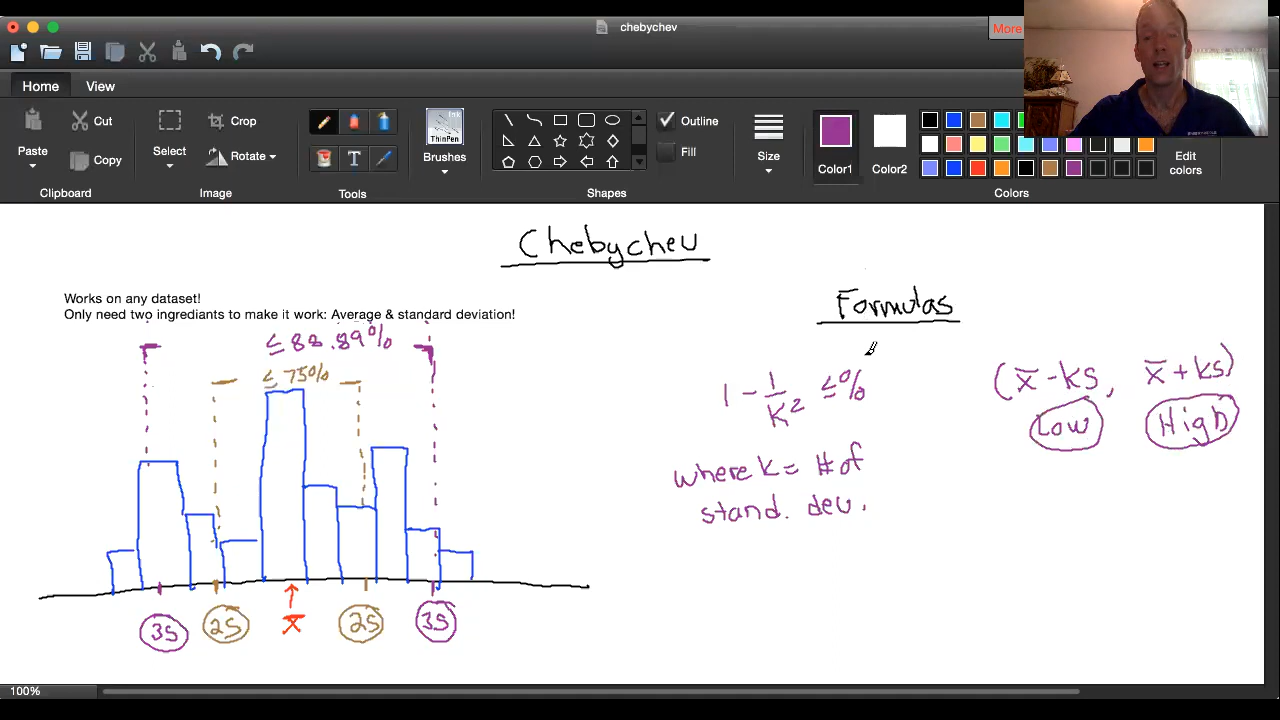 chebychev
More
Home
View
Paste
Cut
Copy
Clipboard
Select
Crop
Rotate
Image
T
Tools
Ink
ThinPen
Brushes
Outline
Fill
Shapes
Size
Color1
Color2
Edit
colors
Colors
Chebychev
Works on any dataset!
Only need two ingrediants to make it work: Average & standard deviation!
≤ 88.89%
≤ 75%
3S
2S
x̄
2S
3S
Formulas
1 - 1/K² ≤ %
where k = # of
stand. dev.
(x̄ - ks, x̄ + ks)
Low
High
100%